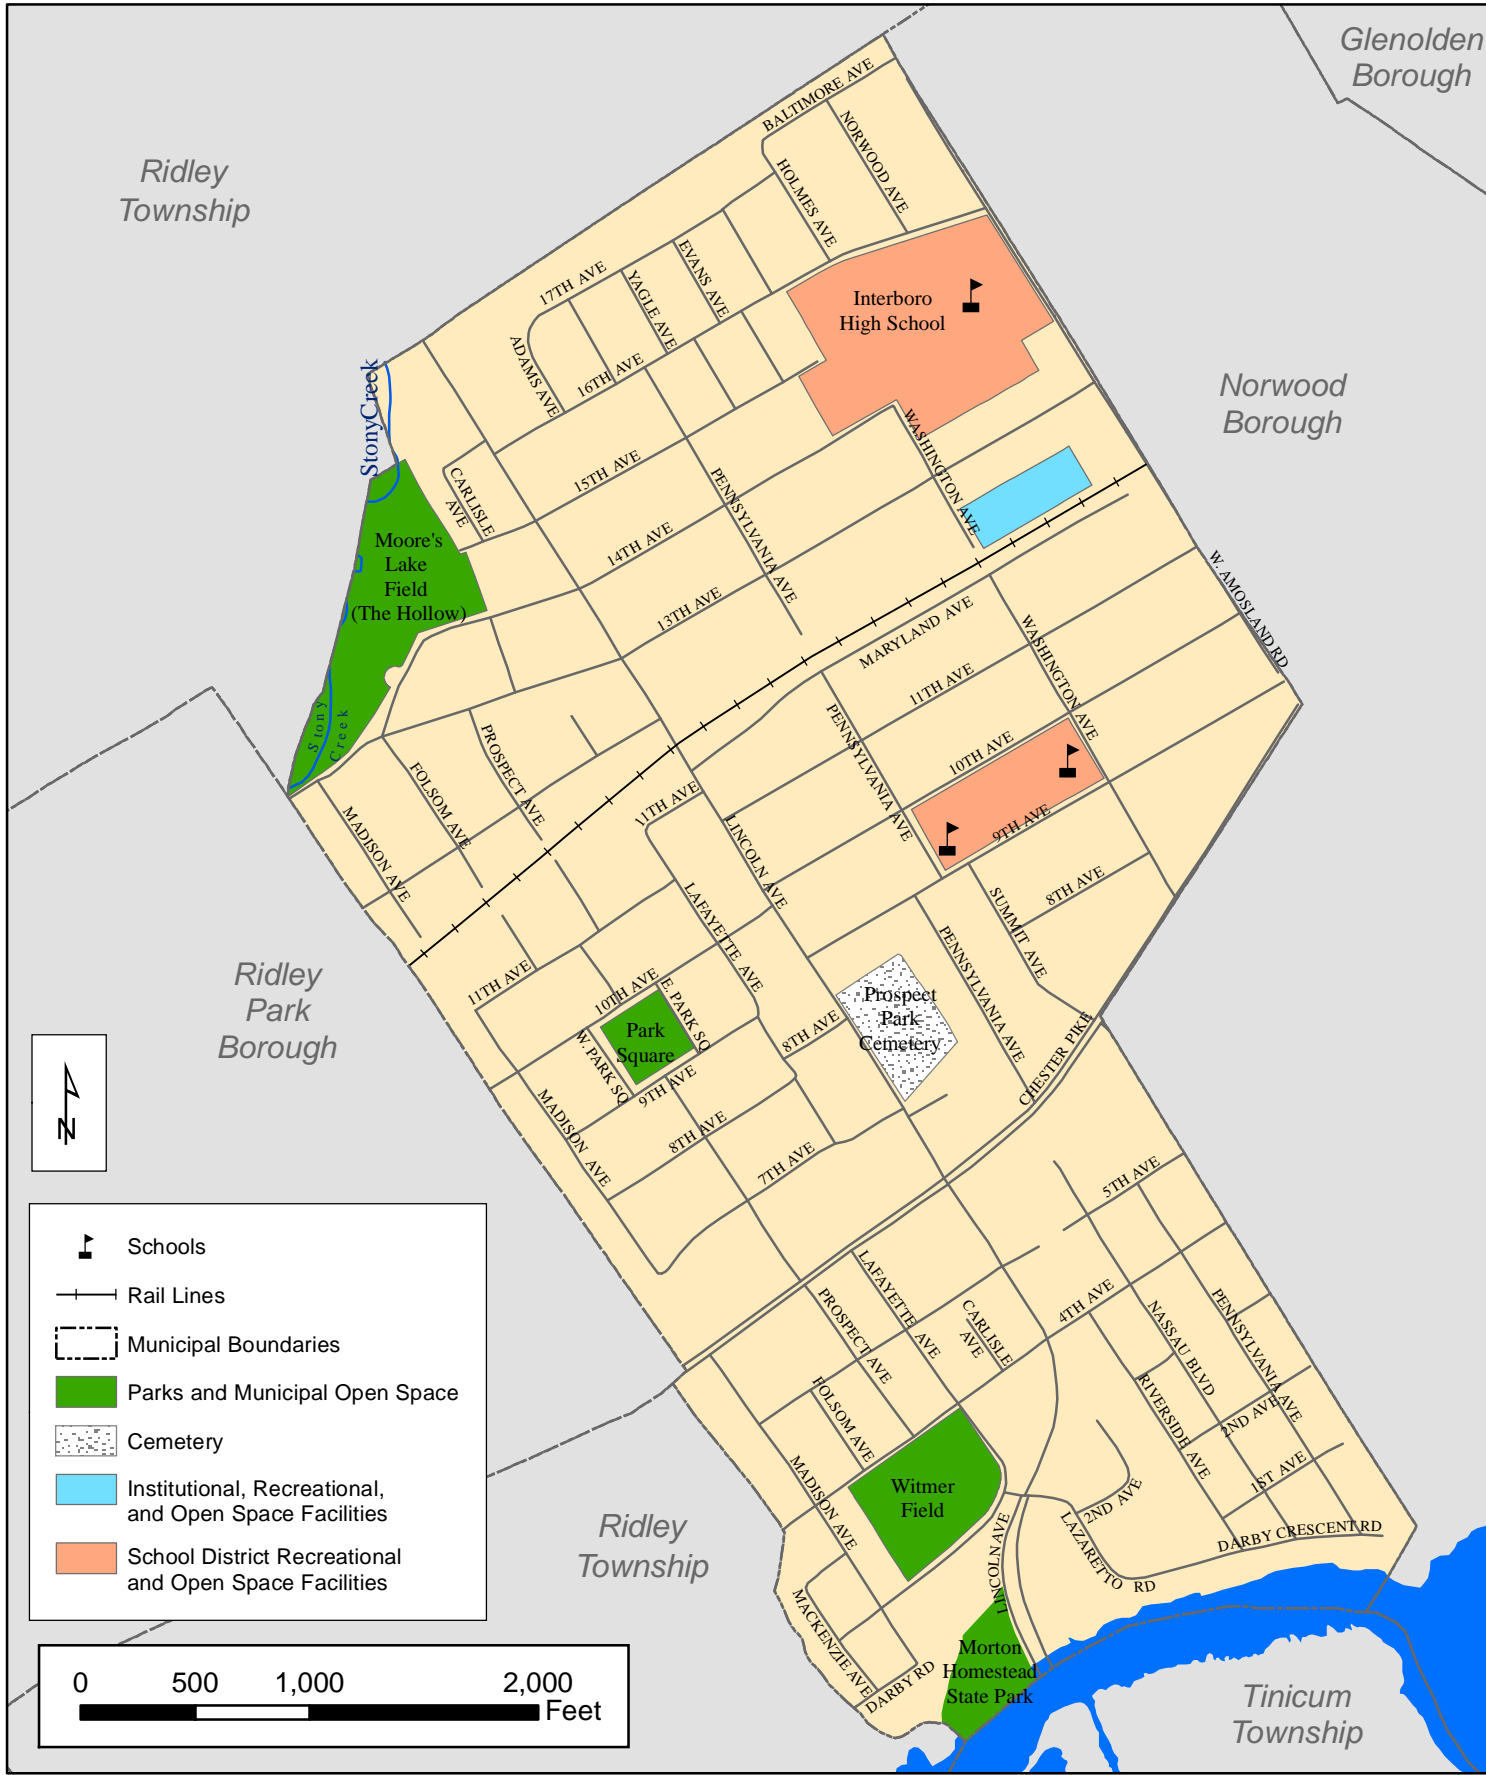 Glenolden
Borough
Ridley
Township
BALTIMORE AVE
NORWOOD AVE
HOLMES AVE
EVANS AVE
17TH AVE
YAGLE AVE
ADAMS AVE
16TH AVE
Interboro
High School
StonyCreek
Norwood
Borough
CARLISLE
AVE
15TH AVE
PENNSYLVANIA AVE
WASHINGTON AVE
14TH AVE
Moore's
Lake
Field
(The Hollow)
13TH AVE
MARYLAND AVE
W. AMOSLAND RD
WASHINGTON AVE
11TH AVE
Stony
Creek
PROSPECT AVE
FOLSOM AVE
MADISON AVE
PENNSYLVANIA AVE
10TH AVE
9TH AVE
11TH AVE
LINCOLN AVE
LAFAYETTE AVE
SUMMIT AVE
8TH AVE
PENNSYLVANIA AVE
Ridley
Park
Borough
11TH AVE
10TH AVE
E. PARK SQ
Park
Square
W. PARK SQ
9TH AVE
8TH AVE
Prospect
Park
Cemetery
CHESTER PIKE
MADISON AVE
8TH AVE
7TH AVE
N
5TH AVE
LAFAYETTE AVE
PROSPECT AVE
CARLISLE
AVE
4TH AVE
NASSAU BLVD
PENNSYLVANIA AVE
FOLSOM AVE
RIVERSIDE AVE
2ND AVE
MADISON AVE
Witmer
Field
1ST AVE
2ND AVE
LAZARETTO RD
DARBY CRESCENT RD
LINCOLN AVE
Ridley
Township
MACKENZIE AVE
DARBY RD
Morton
Homestead
State Park
Tinicum
Township
Schools
Rail Lines
Municipal Boundaries
Parks and Municipal Open Space
Cemetery
Institutional, Recreational,
and Open Space Facilities
School District Recreational
and Open Space Facilities
0 500 1,000 2,000
Feet